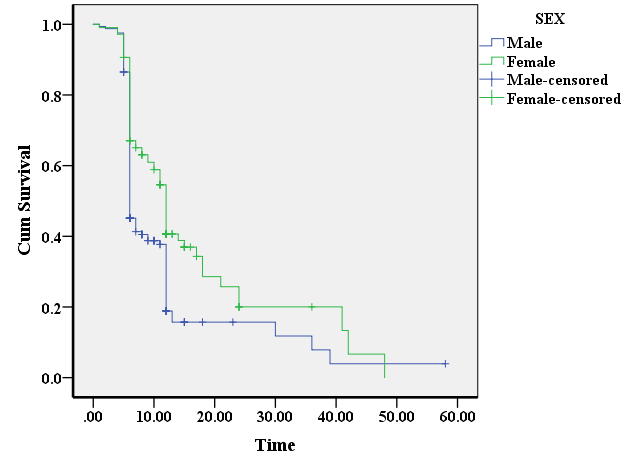 SEX
Male
Female
Male-censored
Female-censored
Cum Survival
1.0
0.8
0.6
0.4
0.2
0.0
.00 10.00 20.00 30.00 40.00 50.00 60.00
Time